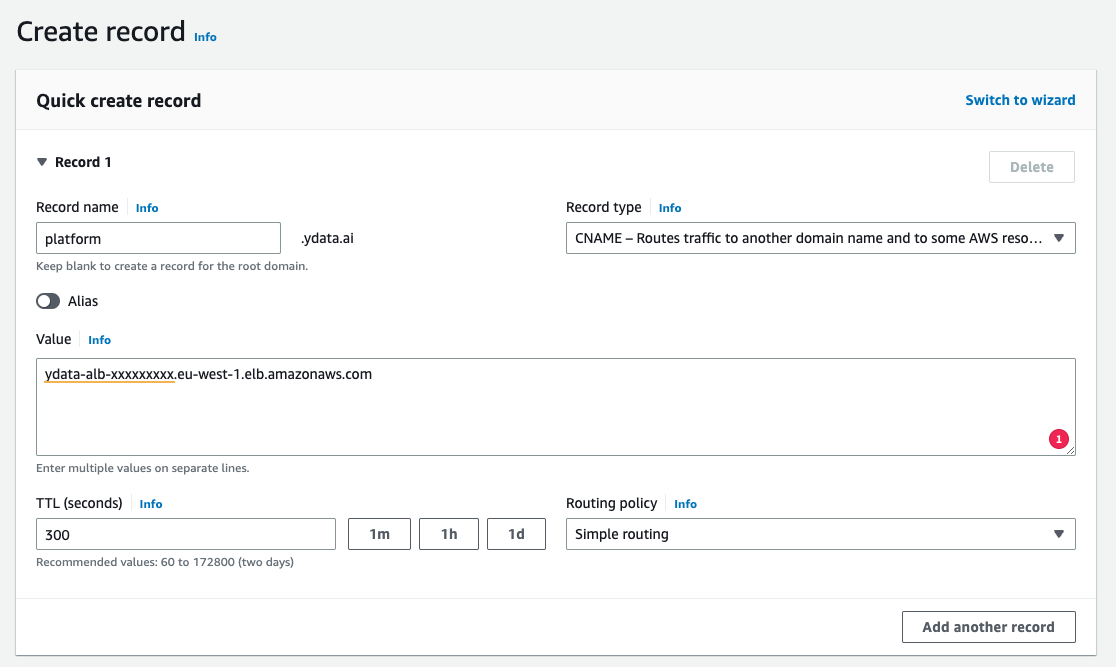 Create record Info
Quick create record
Switch to wizard
Record 1
Delete
Record name Info
Record type Info
platform
.ydata.ai
CNAME – Routes traffic to another domain name and to some AWS reso...
Keep blank to create a record for the root domain.
Alias
Value Info
ydata-alb-xxxxxxxxx.eu-west-1.elb.amazonaws.com
1
Enter multiple values on separate lines.
TTL (seconds) Info
Routing policy Info
300
1m
1h
1d
Simple routing
Recommended values: 60 to 172800 (two days)
Add another record